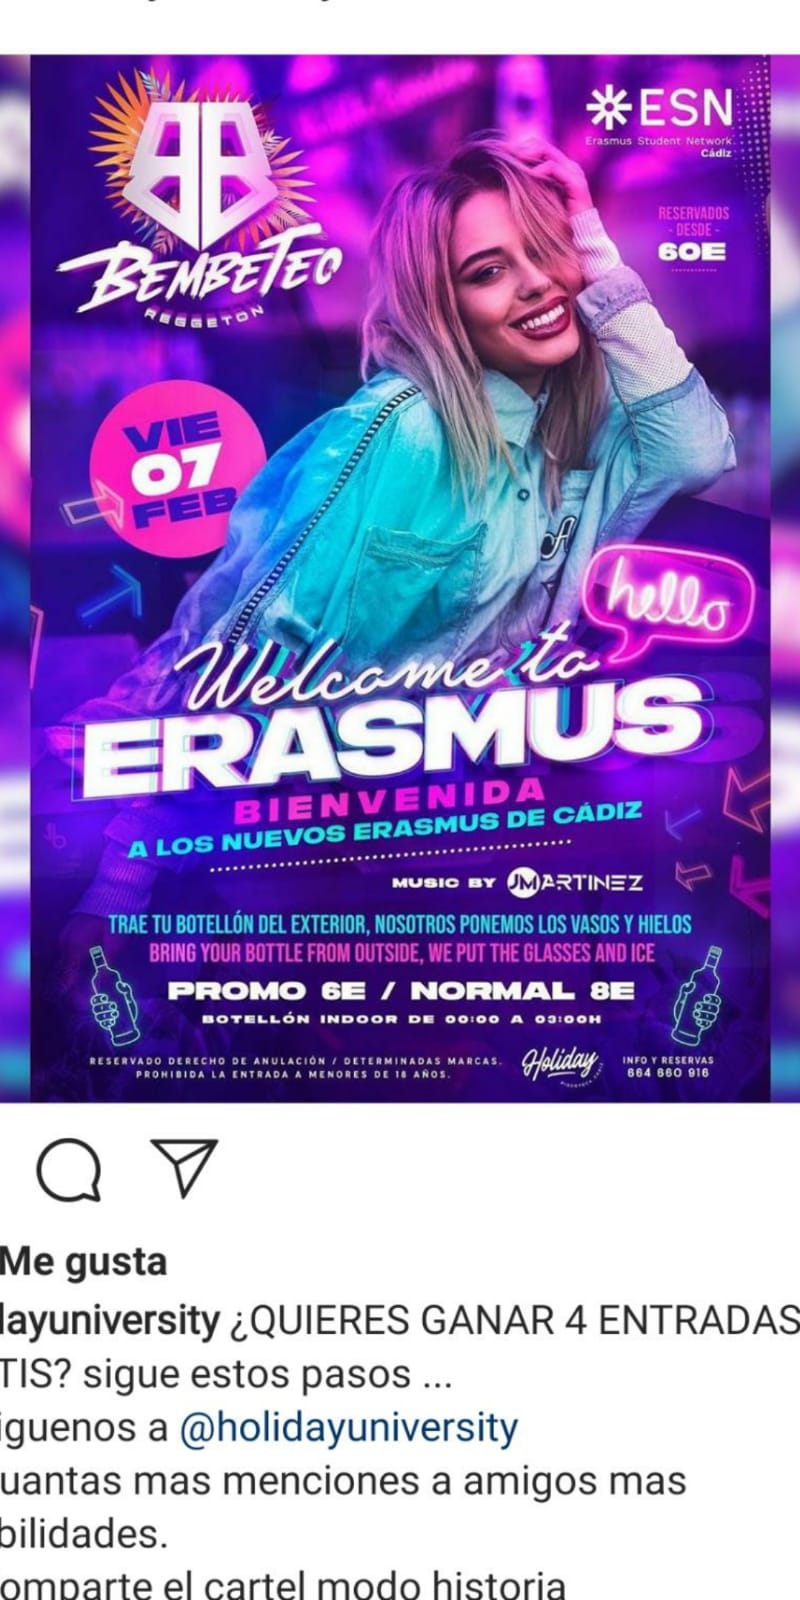 BB
BEMBETEO
REGGETON
ESN
Erasmus Student Network
Cádiz
RESERVADOS
- DESDE -
60E
VIE
07
FEB
A
hello
Welcome to
ERASMUS
BIENVENIDA
A LOS NUEVOS ERASMUS DE CÁDIZ
MUSIC BY JMARTINEZ
TRAE TU BOTELLÓN DEL EXTERIOR, NOSOTROS PONEMOS LOS VASOS Y HIELOS
BRING YOUR BOTTLE FROM OUTSIDE, WE PUT THE GLASSES AND ICE
PROMO 6E / NORMAL 8E
BOTELLÓN INDOOR DE 00:00 A 03:00H
RESERVADO DERECHO DE ANULACIÓN / DETERMINADAS MARCAS.
PROHIBIDA LA ENTRADA A MENORES DE 18 AÑOS.
Holiday
INFO Y RESERVAS
664 660 916
Me gusta
layuniversity ¿QUIERES GANAR 4 ENTRADAS
TIS? sigue estos pasos ...
iguenos a @holidayuniversity
uantas mas menciones a amigos mas
bilidades.
omparte el cartel modo historia